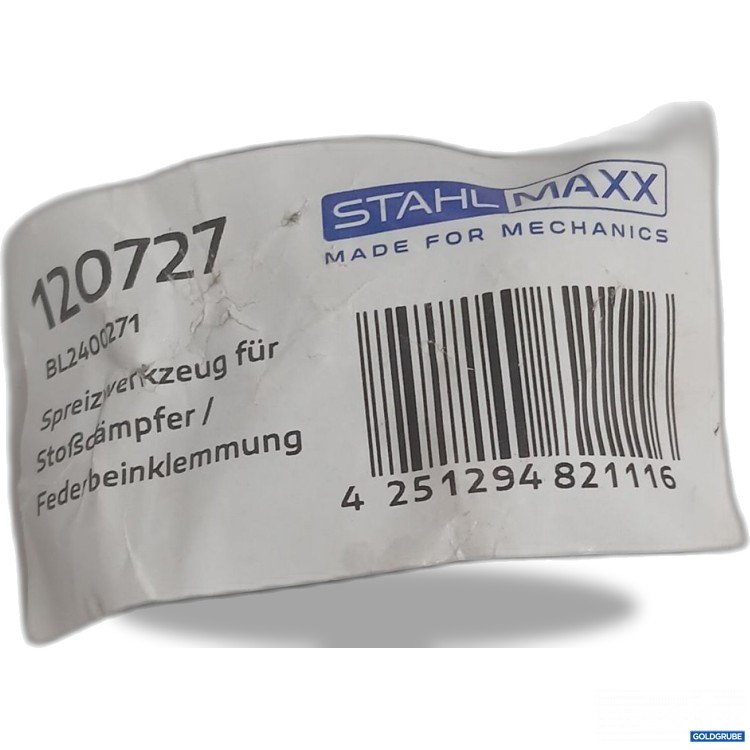 120727
BL2400271
Spreizwerkzeug für
Stoßdämpfer /
Federbeinklemmung
STAHLMAXX
MADE FOR MECHANICS
4 251294 821116
GOLDGRUBE